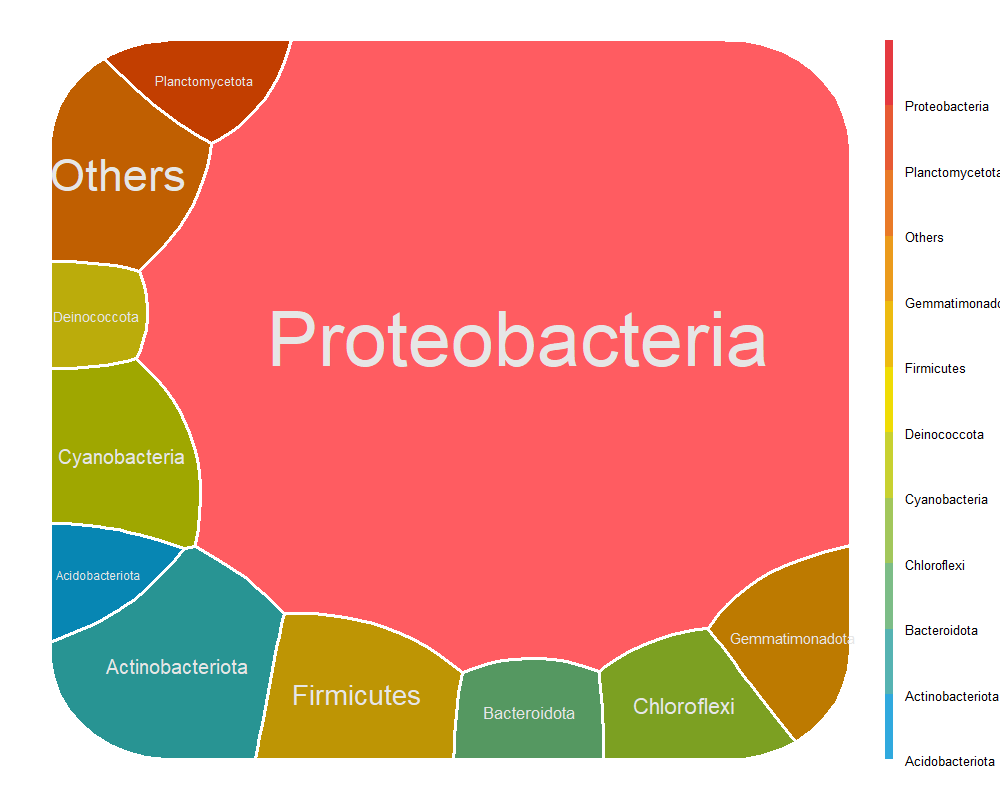 Planctomycetota
Others
Deinococcota
Proteobacteria
Cyanobacteria
Acidobacteriota
Actinobacteriota
Firmicutes
Bacteroidota
Chloroflexi
Gemmatimonadota
Proteobacteria
Planctomycetota
Others
Gemmatimonado
Firmicutes
Deinococcota
Cyanobacteria
Chloroflexi
Bacteroidota
Actinobacteriota
Acidobacteriota